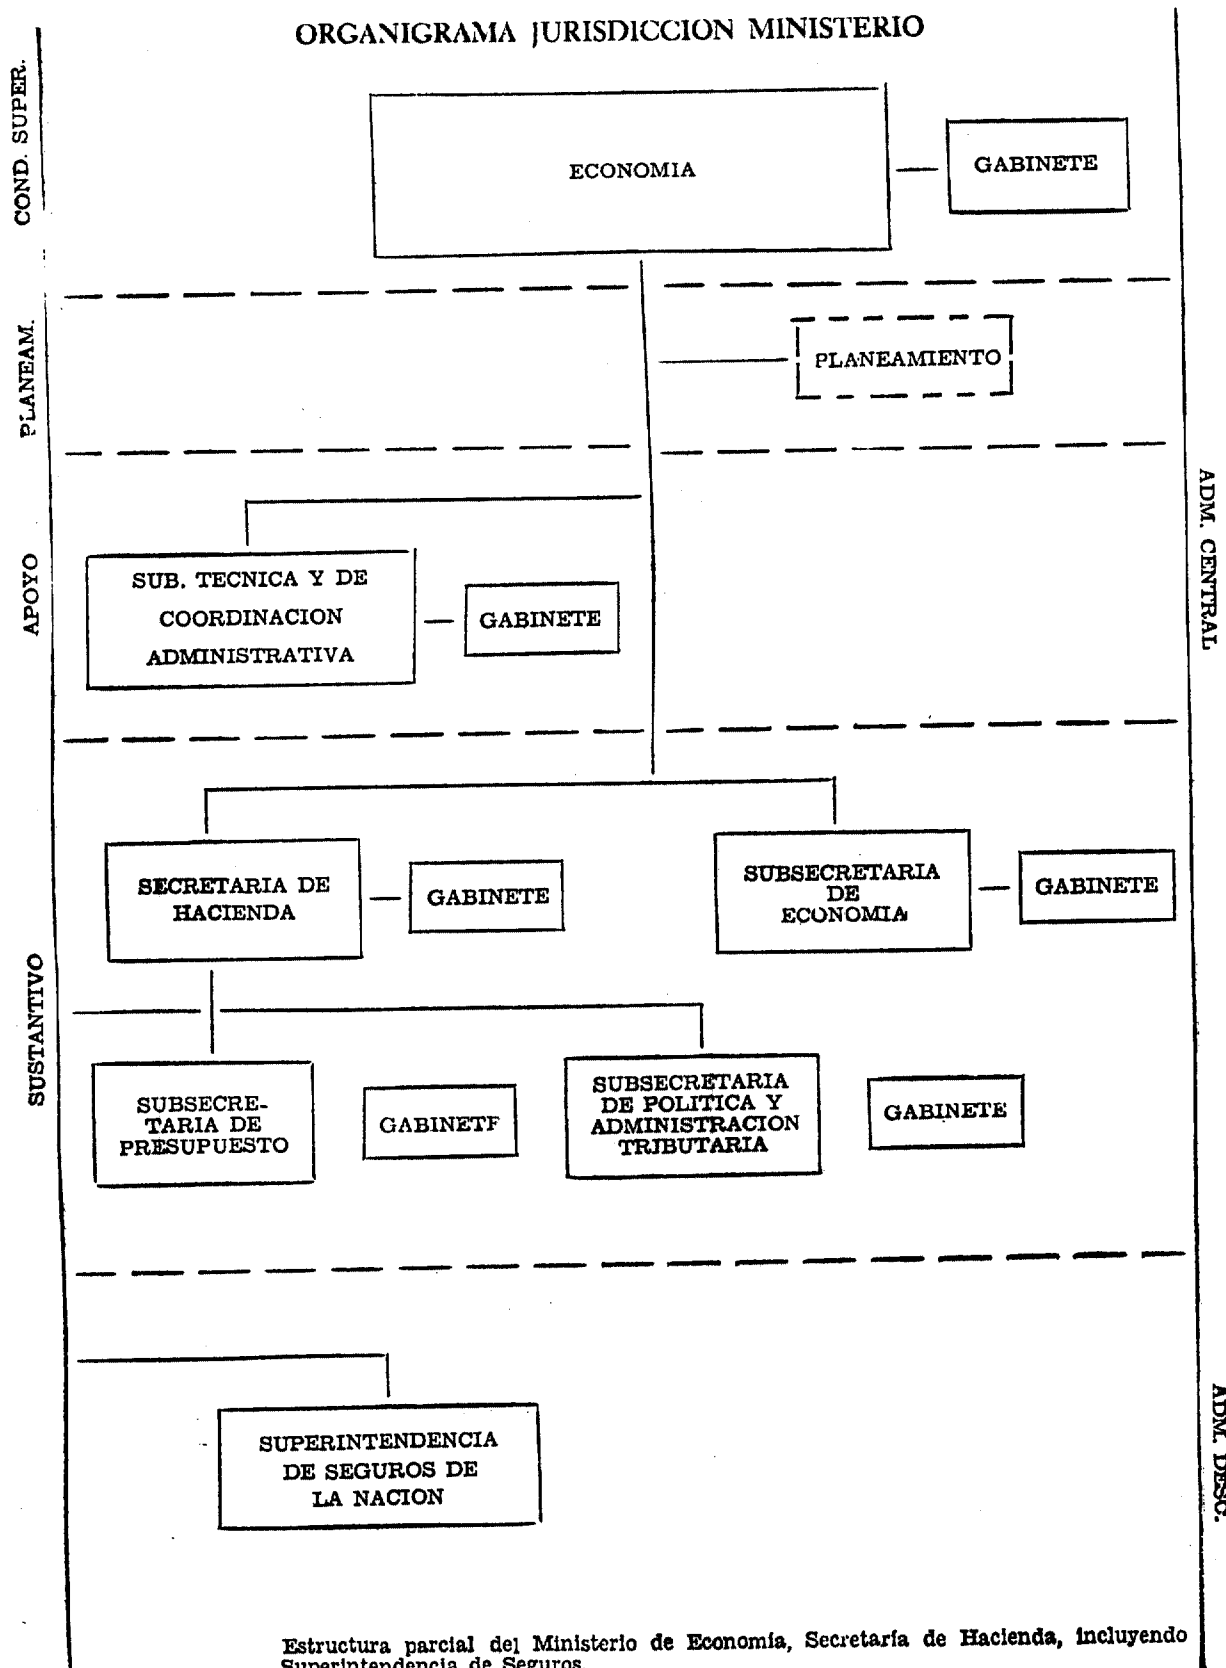 ORGANIGRAMA JURISDICCION MINISTERIO
COND. SUPER.
ECONOMIA
GABINETE
PLANEAM.
PLANEAMIENTO
APOYO
SUB. TECNICA Y DE
COORDINACION
ADMINISTRATIVA
GABINETE
ADM. CENTRAL
SUSTANTIVO
SECRETARIA DE
HACIENDA
GABINETE
SUBSECRETARIA
DE
ECONOMIA
GABINETE
SUBSECRE-
TARIA DE
PRESUPUESTO
GABINETE
SUBSECRETARIA
DE POLITICA Y
ADMINISTRACION
TRIBUTARIA
GABINETE
SUPERINTENDENCIA
DE SEGUROS DE
LA NACION
ADM. DESC.
Estructura parcial del Ministerio de Economía, Secretaría de Hacienda, incluyendo
Superintendencia de Seguros